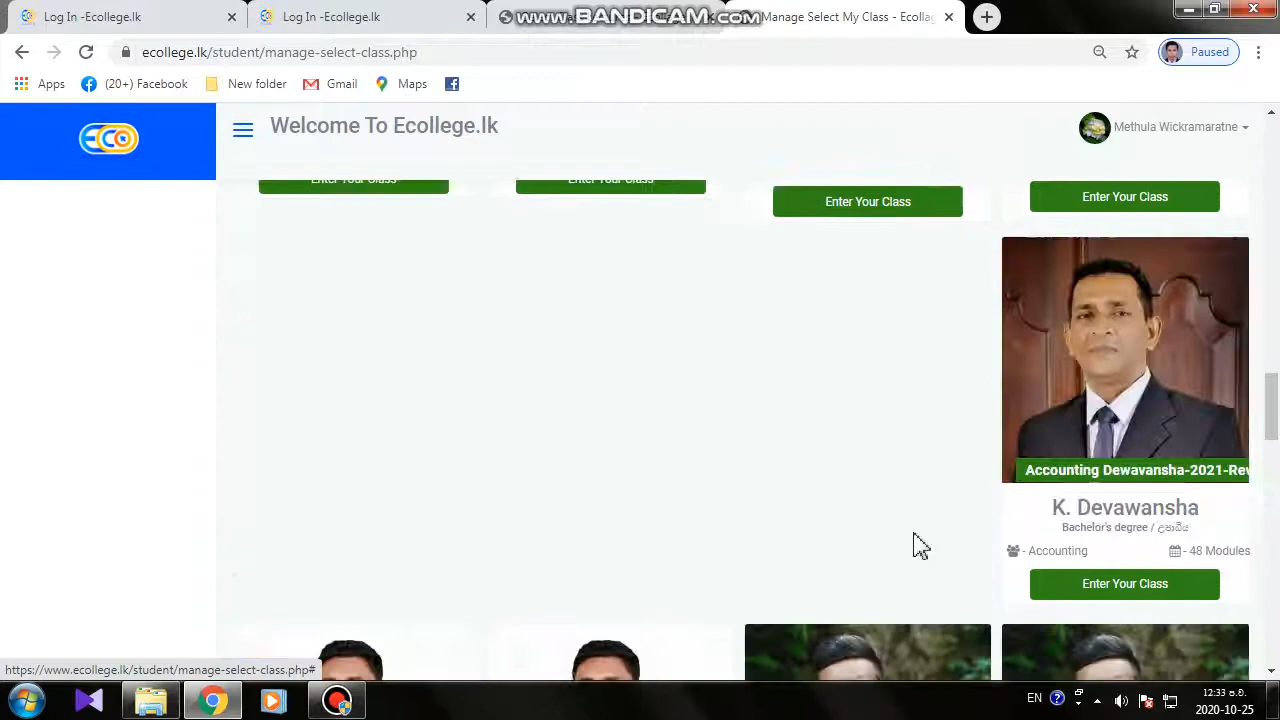 Log In -Ecollege.lk
Log In -Ecollege.lk
www.BANDICAM.com
Manage Select My Class - Ecollag
ecollege.lk/student/manage-select-class.php
Paused
Apps
(20+) Facebook
New folder
Gmail
Maps
ECO
Welcome To Ecollege.lk
Methula Wickramaratne
Enter Your Class
Enter Your Class
Enter Your Class
Enter Your Class
Accounting Dewavansha-2021-Rev
K. Devawansha
Bachelor's degree / උපාධිය
- Accounting
- 48 Modules
Enter Your Class
https://www.ecollege.lk/student/manage-select-class.php#
EN
12:33 ප.ව.
2020-10-25